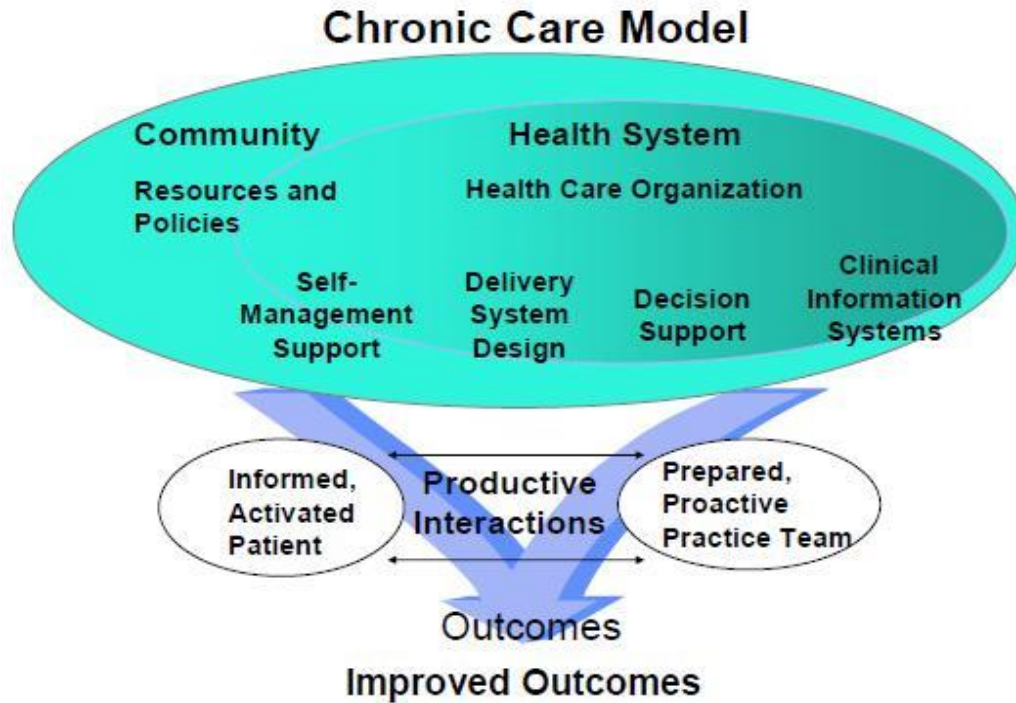 Chronic Care Model
Community
Health System
Resources and
Policies
Health Care Organization
Self-
Management
Support
Delivery
System
Design
Decision
Support
Clinical
Information
Systems
Informed,
Activated
Patient
Productive
Interactions
Prepared,
Proactive
Practice Team
Outcomes
Improved Outcomes